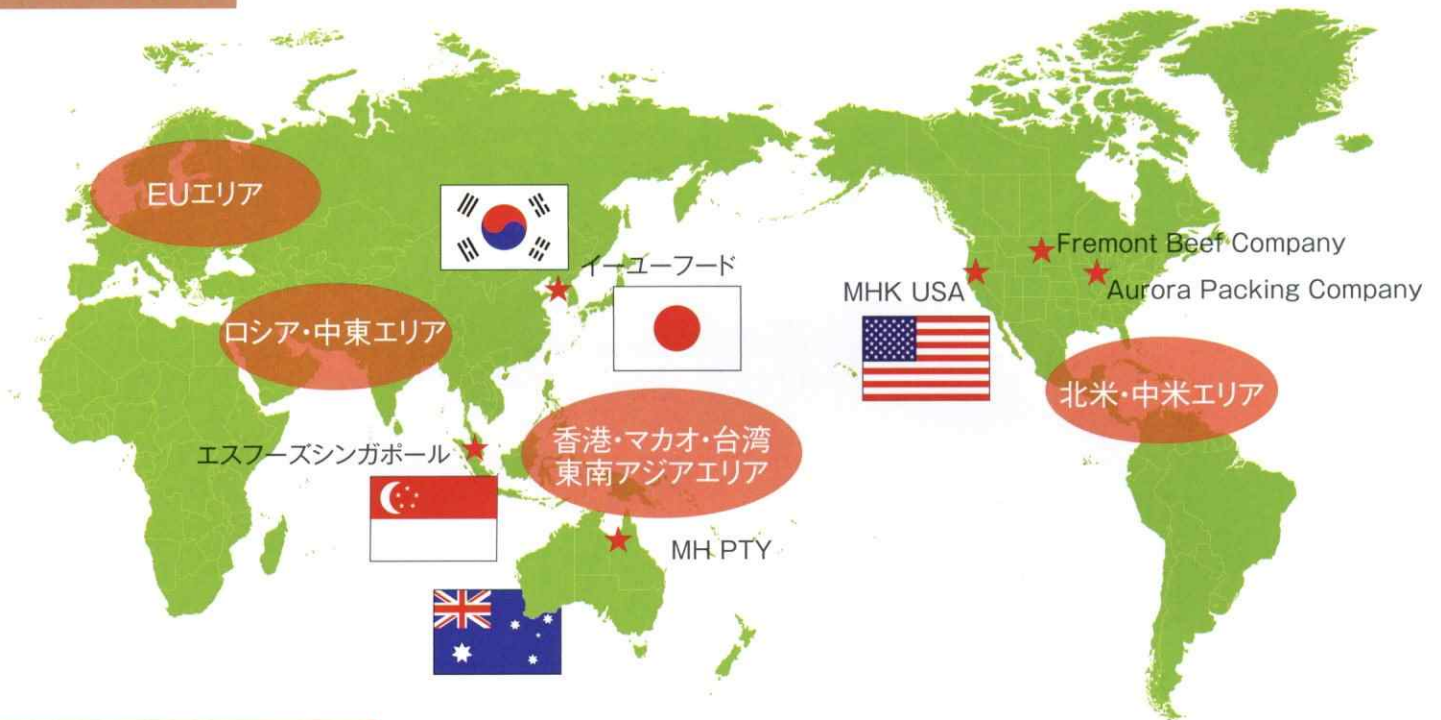 EUエリア
イーユーフード
Fremont Beef Company
MHK USA
Aurora Packing Company
ロシア・中東エリア
北米・中米エリア
エスフーズシンガポール
香港・マカオ・台湾
東南アジアエリア
MH PTY